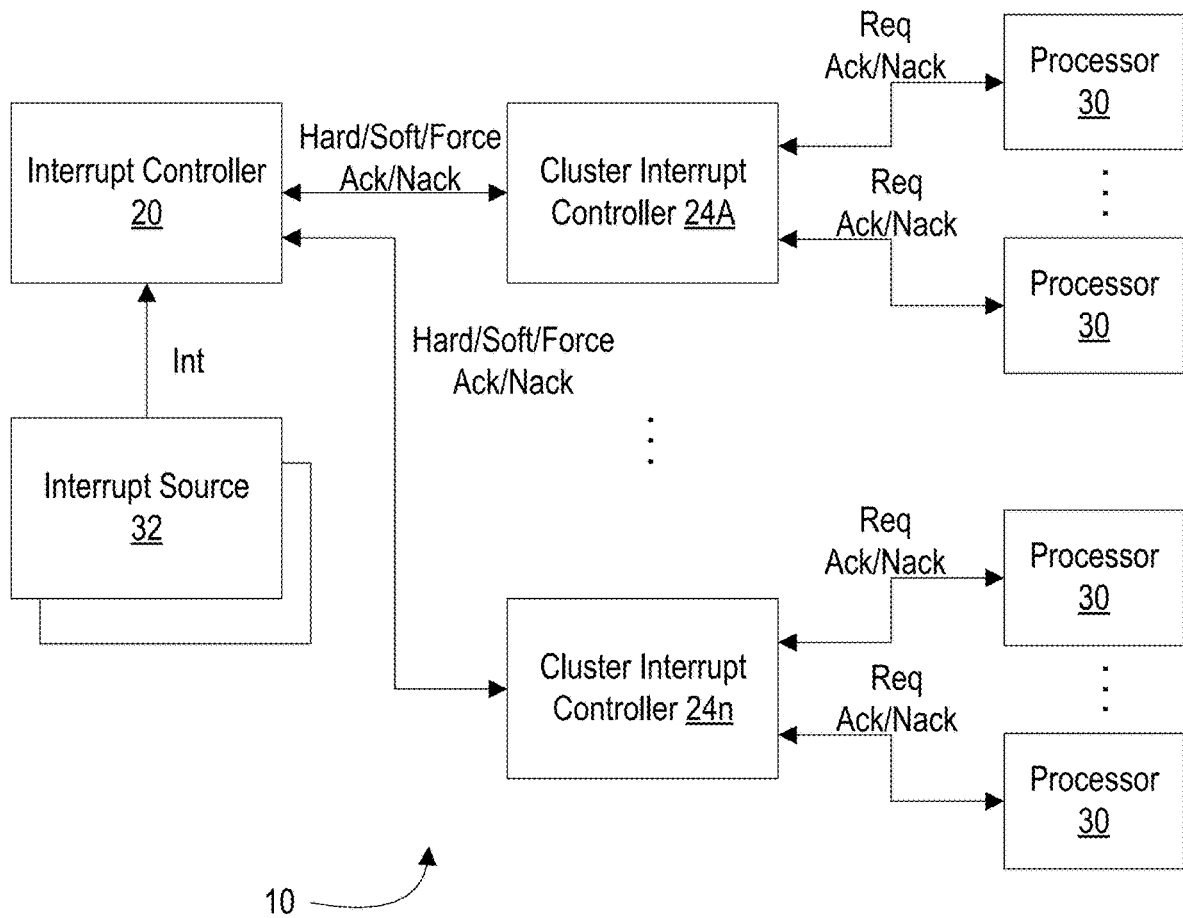 Req
Ack/Nack
Processor
30
Hard/Soft/Force
Ack/Nack
Interrupt Controller
20
Cluster Interrupt
Controller 24A
Req
Ack/Nack
Processor
30
Int
Hard/Soft/Force
Ack/Nack
Interrupt Source
32
Req
Ack/Nack
Processor
30
Cluster Interrupt
Controller 24n
Req
Ack/Nack
Processor
30
10